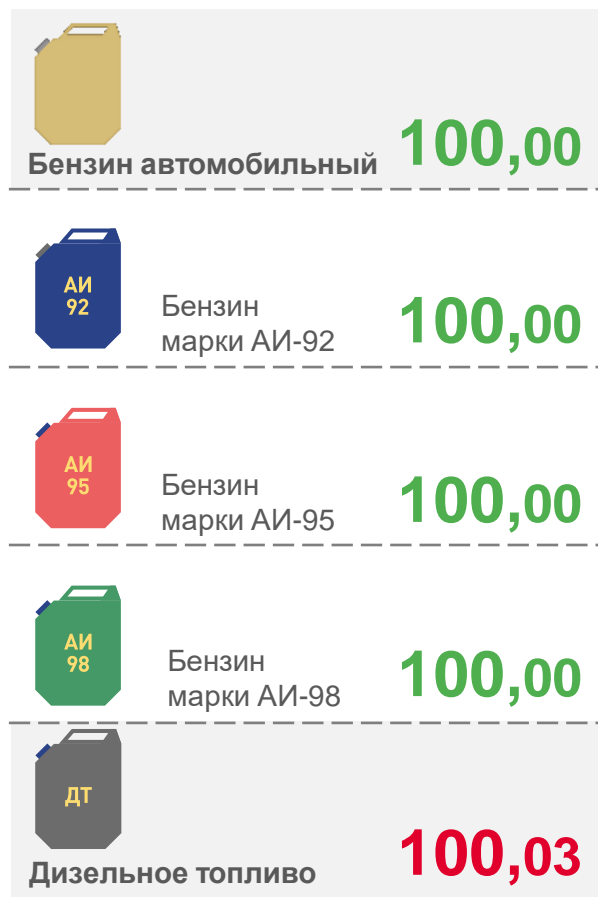 100,00
Бензин автомобильный
АИ
92
Бензин
марки АИ-92
100,00
АИ
95
Бензин
марки АИ-95
100,00
АИ
98
Бензин
марки АИ-98
100,00
ДТ
Дизельное топливо
100,03